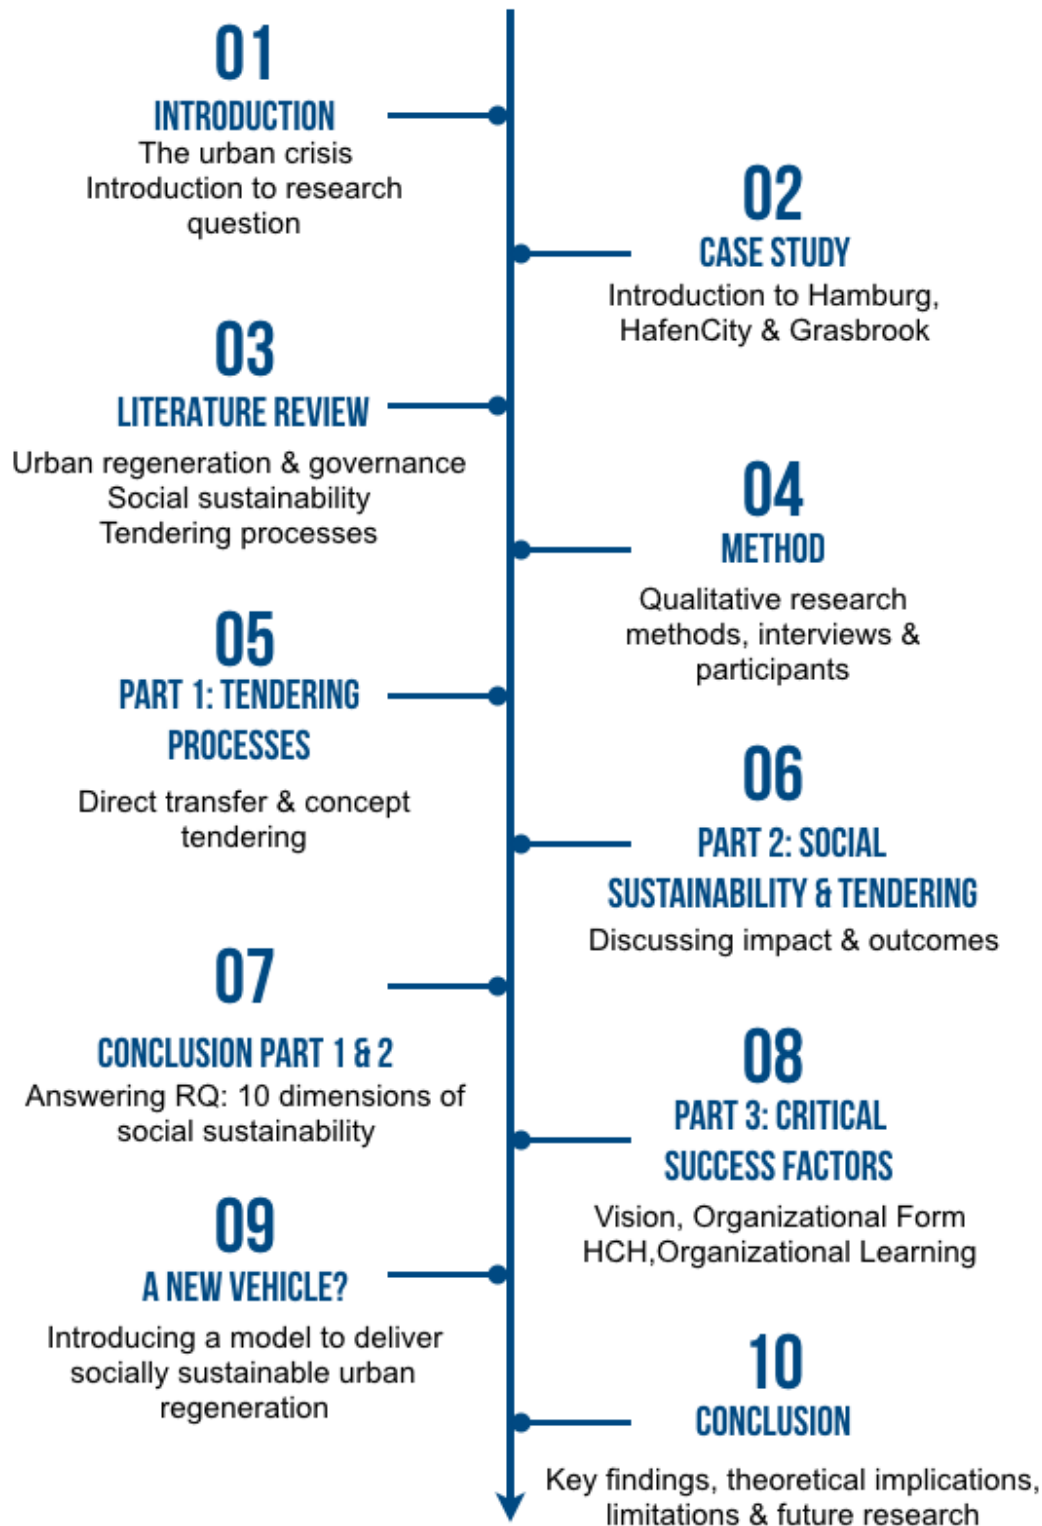 01
INTRODUCTION
The urban crisis
Introduction to research
question
02
CASE STUDY
Introduction to Hamburg,
HafenCity & Grasbrook
03
LITERATURE REVIEW
Urban regeneration & governance
Social sustainability
Tendering processes
04
METHOD
Qualitative research
methods, interviews &
participants
05
PART 1: TENDERING
PROCESSES
Direct transfer & concept
tendering
06
PART 2: SOCIAL
SUSTAINABILITY & TENDERING
Discussing impact & outcomes
07
CONCLUSION PART 1 & 2
Answering RQ: 10 dimensions of
social sustainability
08
PART 3: CRITICAL
SUCCESS FACTORS
Vision, Organizational Form
HCH,Organizational Learning
09
A NEW VEHICLE?
Introducing a model to deliver
socially sustainable urban
regeneration
10
CONCLUSION
Key findings, theoretical implications,
limitations & future research